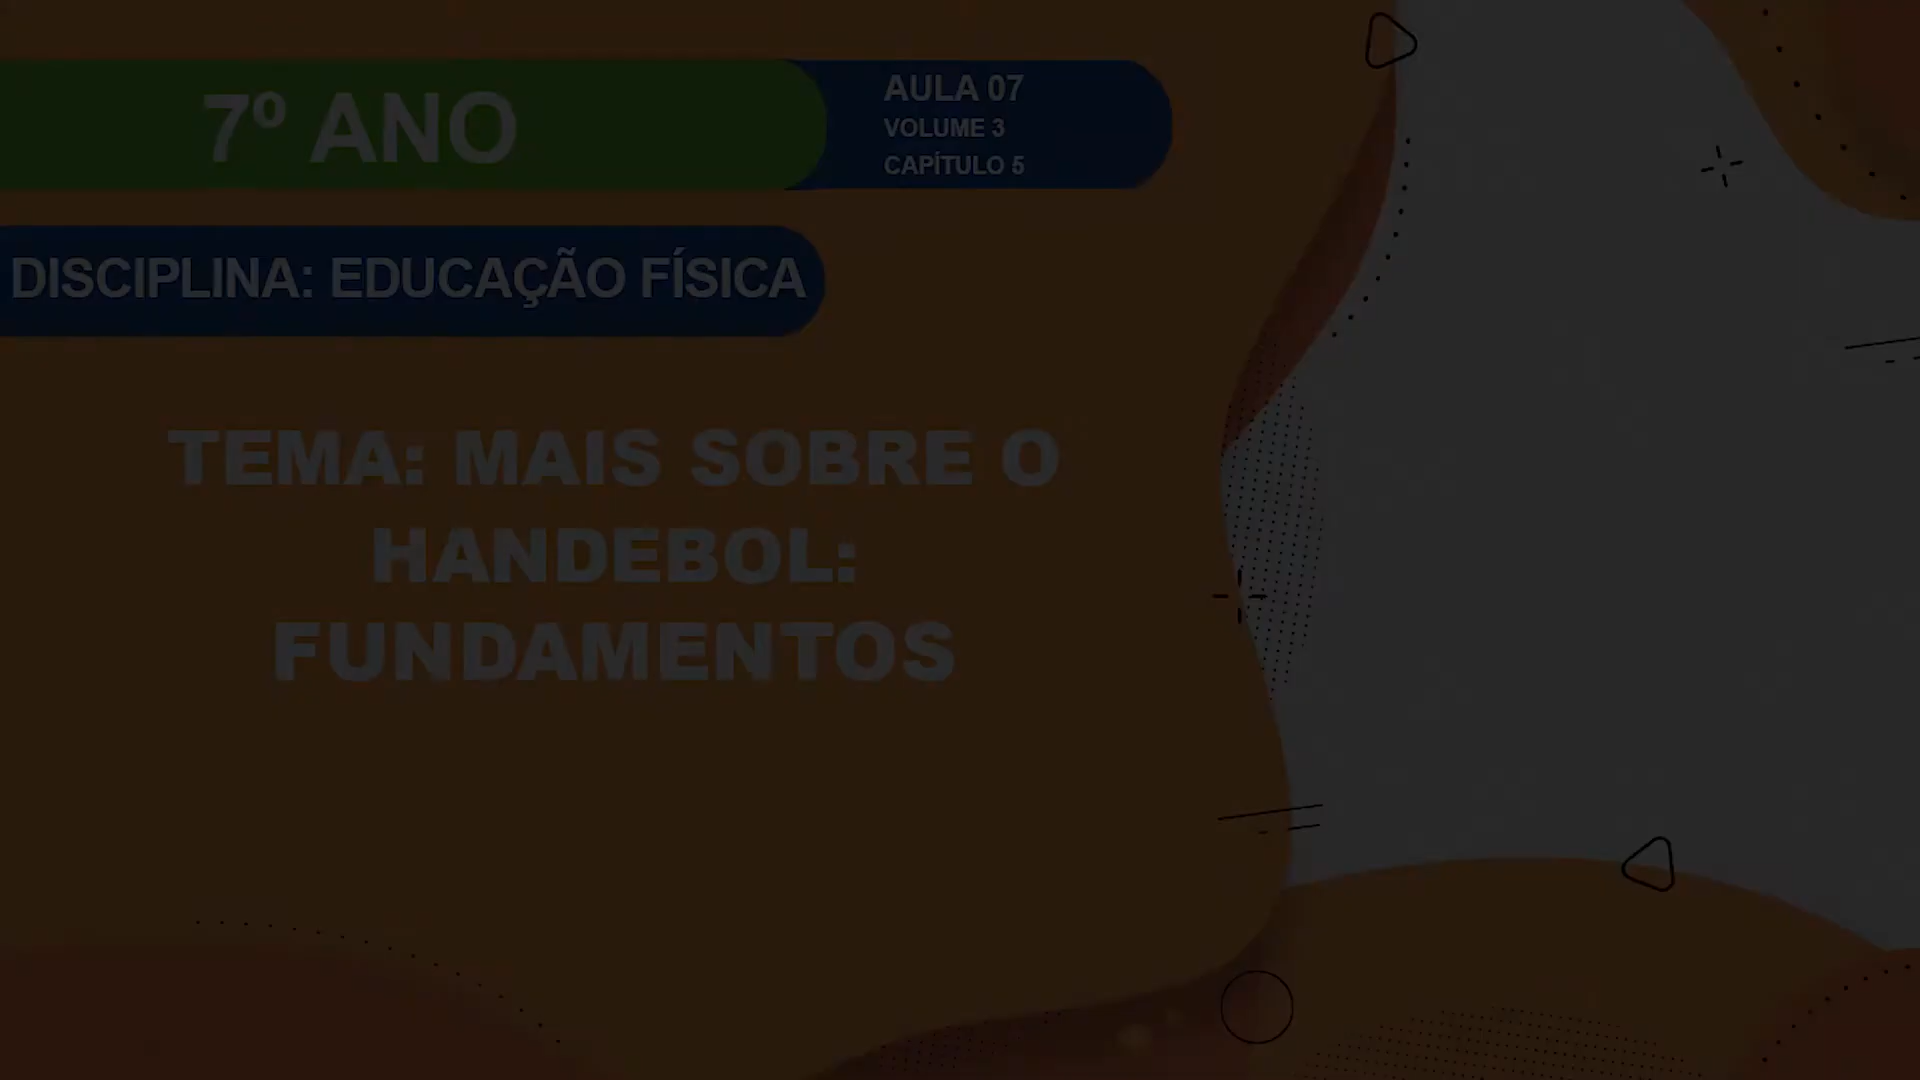 7º ANO
AULA 07
VOLUME 3
CAPÍTULO 5
DISCIPLINA: EDUCAÇÃO FÍSICA
TEMA: MAIS SOBRE O
HANDEBOL:
FUNDAMENTOS